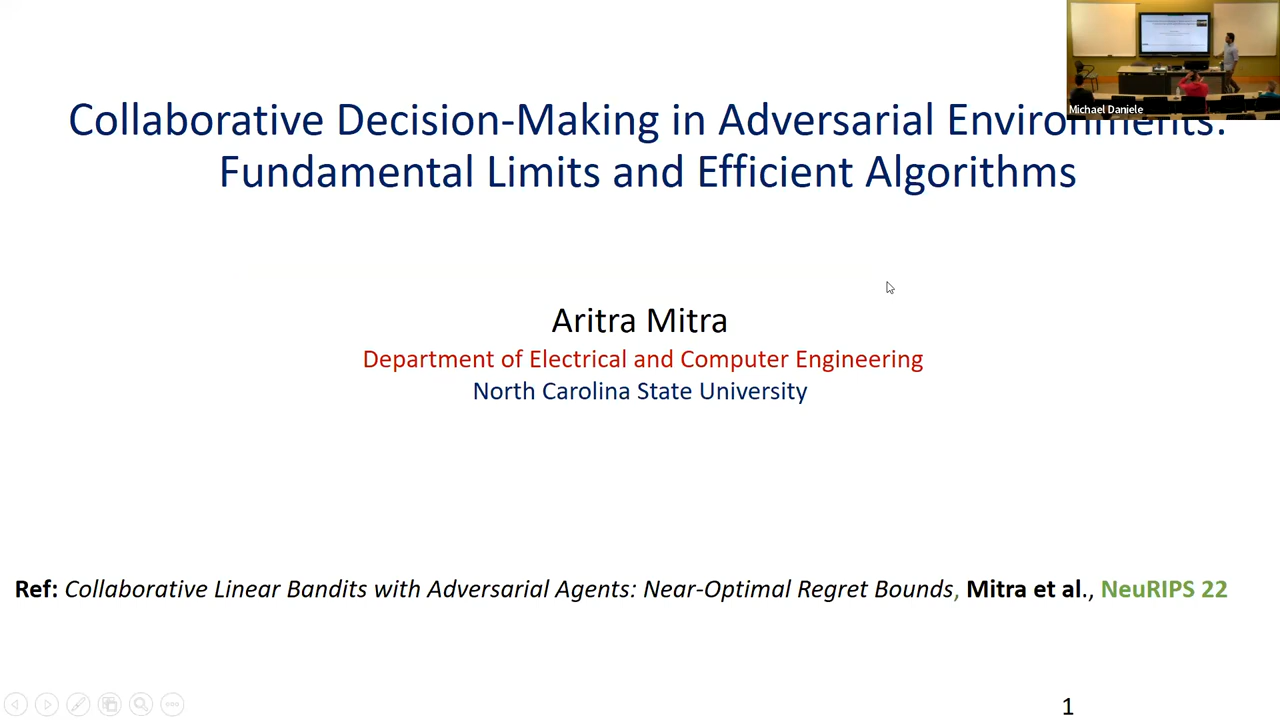 Michael Daniele
Collaborative Decision-Making in Adversarial Environments:
Fundamental Limits and Efficient Algorithms
Aritra Mitra
Department of Electrical and Computer Engineering
North Carolina State University
Ref: Collaborative Linear Bandits with Adversarial Agents: Near-Optimal Regret Bounds, Mitra et al., NeuRIPS 22
1